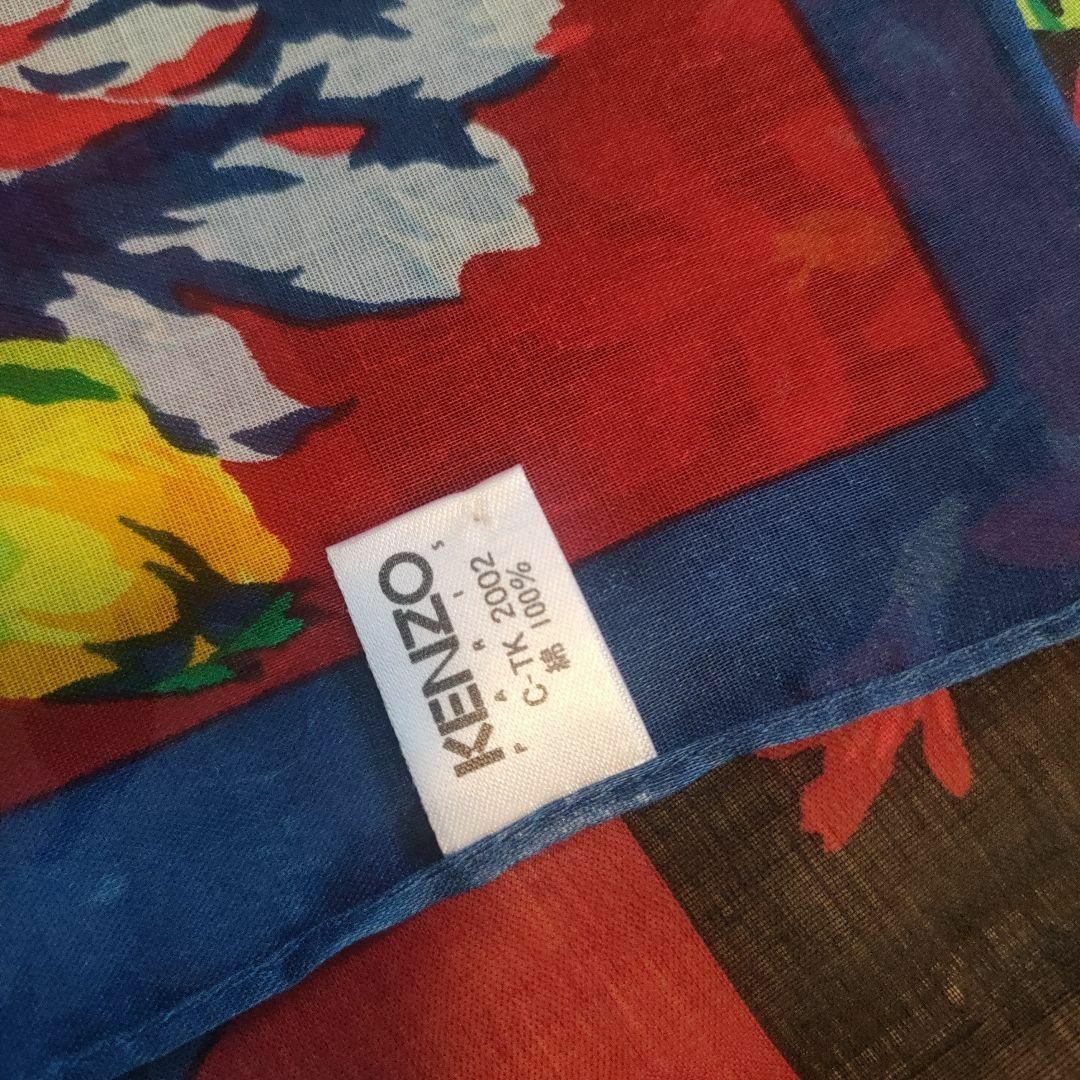 KENZO
PARIS
C-TK 2002
綿 100%